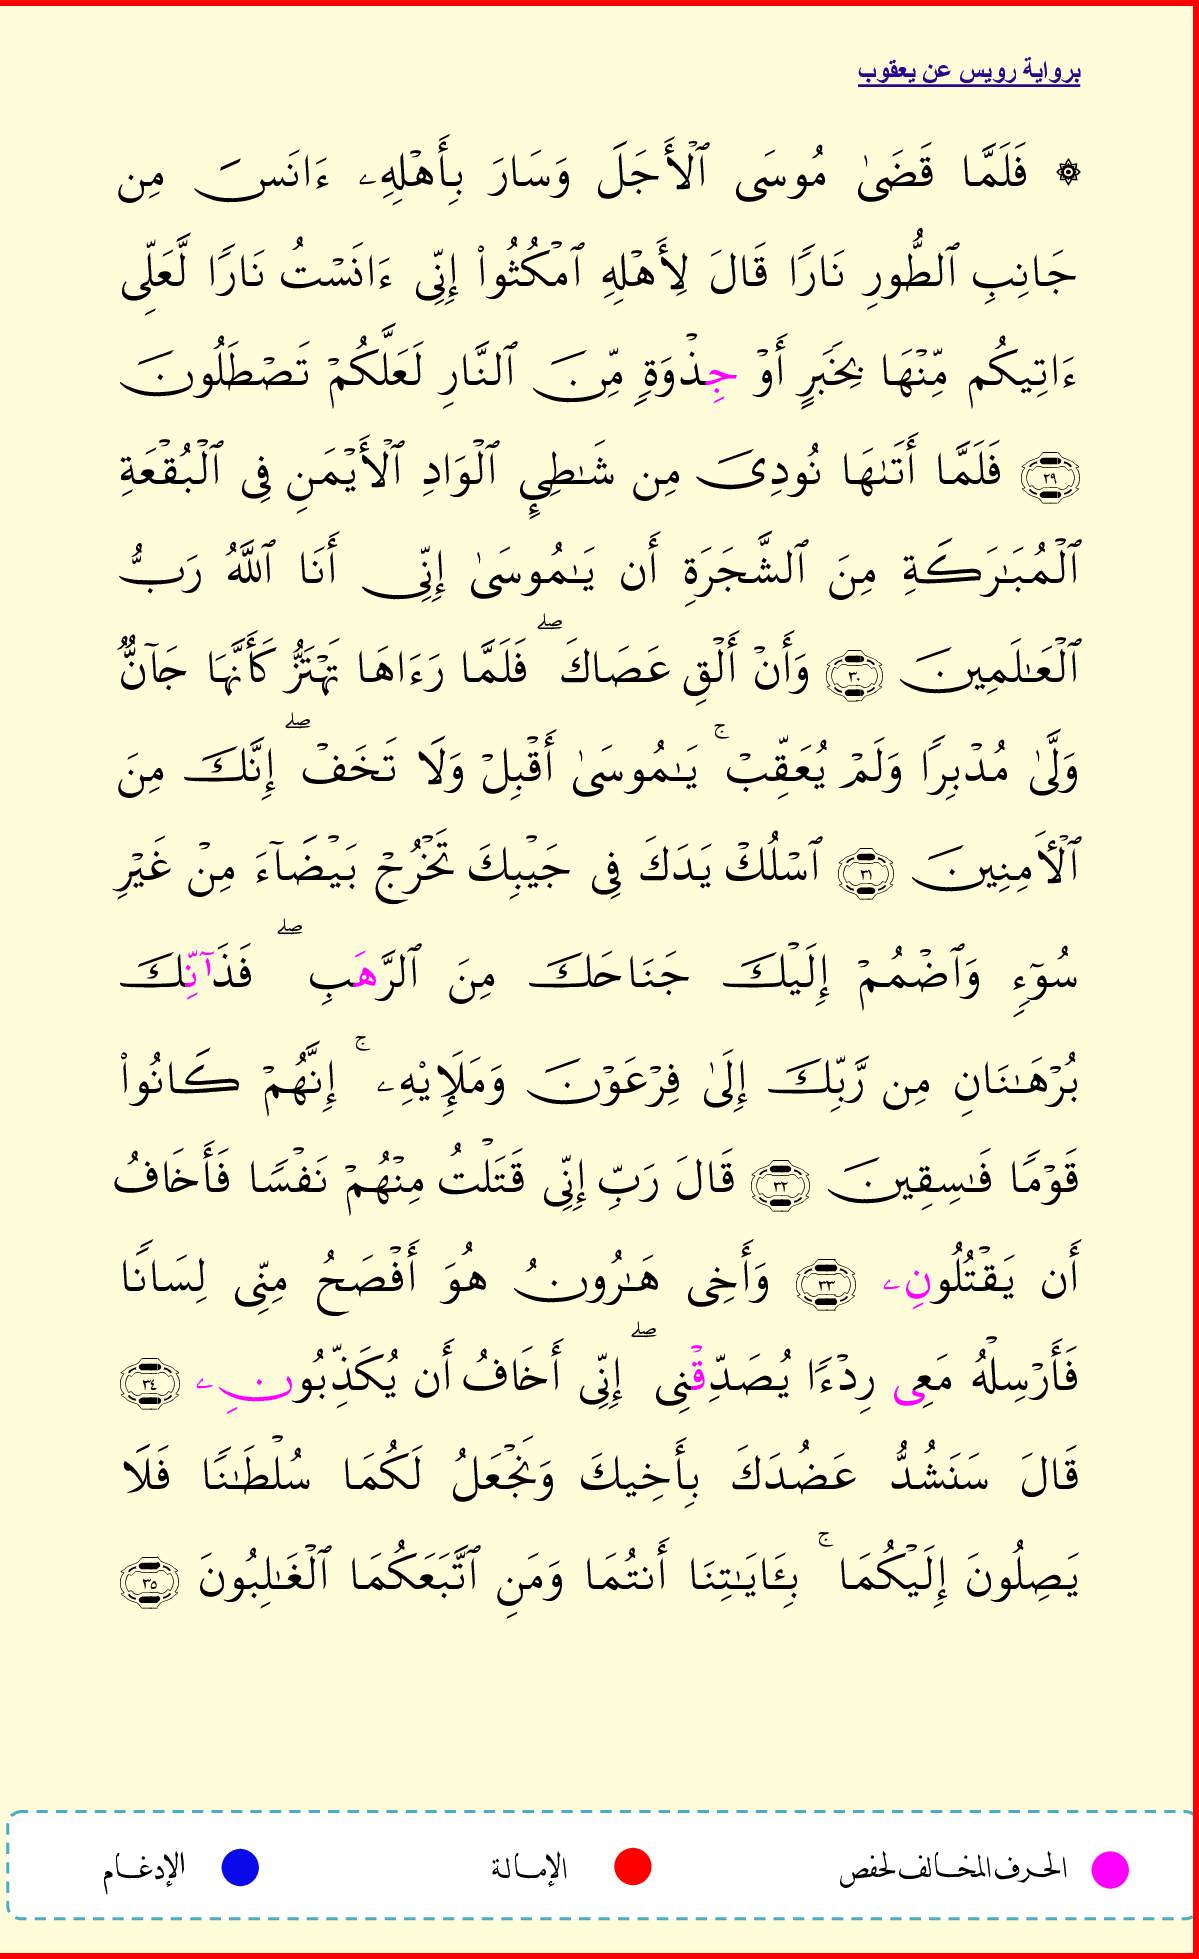 برواية رويس عن يعقوب
۞ فَلَمَّا قَضَىٰ مُوسَى ٱلْأَجَلَ وَسَارَ بِأَهْلِهِۦ ءَانَسَ مِن
جَانِبِ ٱلطُّورِ نَارًا قَالَ لِأَهْلِهِ ٱمْكُثُوا۟ إِنِّى ءَانَسْتُ نَارًا لَّعَلِّى
ءَاتِيكُم مِّنْهَا بِخَبَرٍ أَوْ جِذْوَةٍ مِّنَ ٱلنَّارِ لَعَلَّكُمْ تَصْطَلُونَ
٢٩ فَلَمَّا أَتَىٰهَا نُودِىَ مِن شَـٰطِئِ ٱلْوَادِ ٱلْأَيْمَنِ فِى ٱلْبُقْعَةِ
ٱلْمُبَـٰرَكَةِ مِنَ ٱلشَّجَرَةِ أَن يَـٰمُوسَىٰ إِنِّى أَنَا ٱللَّهُ رَبُّ
ٱلْعَـٰلَمِينَ ٣٠ وَأَنْ أَلْقِ عَصَاكَ ۖ فَلَمَّا رَءَاهَا تَهْتَزُّ كَأَنَّهَا جَآنٌّ
وَلَّىٰ مُدْبِرًا وَلَمْ يُعَقِّبْ ۚ يَـٰمُوسَىٰ أَقْبِلْ وَلَا تَخَفْ ۖ إِنَّكَ مِنَ
ٱلْأَمِنِينَ ٣١ ٱسْلُكْ يَدَكَ فِى جَيْبِكَ تَخْرُجْ بَيْضَآءَ مِنْ غَيْرِ
سُوٓءٍ وَٱضْمُمْ إِلَيْكَ جَنَاحَكَ مِنَ ٱلرَّهَبِ ۖ فَذَآنِّكَ
بُرْهَـٰنَانِ مِن رَّبِّكَ إِلَىٰ فِرْعَوْنَ وَمَلَإِيْهِۦ ۚ إِنَّهُمْ كَانُوا۟
قَوْمًا فَـٰسِقِينَ ٣٢ قَالَ رَبِّ إِنِّى قَتَلْتُ مِنْهُمْ نَفْسًا فَأَخَافُ
أَن يَقْتُلُونِۦ ٣٣ وَأَخِى هَـٰرُونُ هُوَ أَفْصَحُ مِنِّى لِسَانًا
فَأَرْسِلْهُ مَعِى رِدْءًا يُصَدِّقْنِى ۖ إِنِّى أَخَافُ أَن يُكَذِّبُونِۦ ٣٤
قَالَ سَنَشُدُّ عَضُدَكَ بِأَخِيكَ وَنَجْعَلُ لَكُمَا سُلْطَـٰنًا فَلَا
يَصِلُونَ إِلَيْكُمَا ۚ بِـَٔايَـٰتِنَا أَنتُمَا وَمَنِ ٱتَّبَعَكُمَا ٱلْغَـٰلِبُونَ ٣٥
الحرف المخالف لحفص الإمالة الإدغام